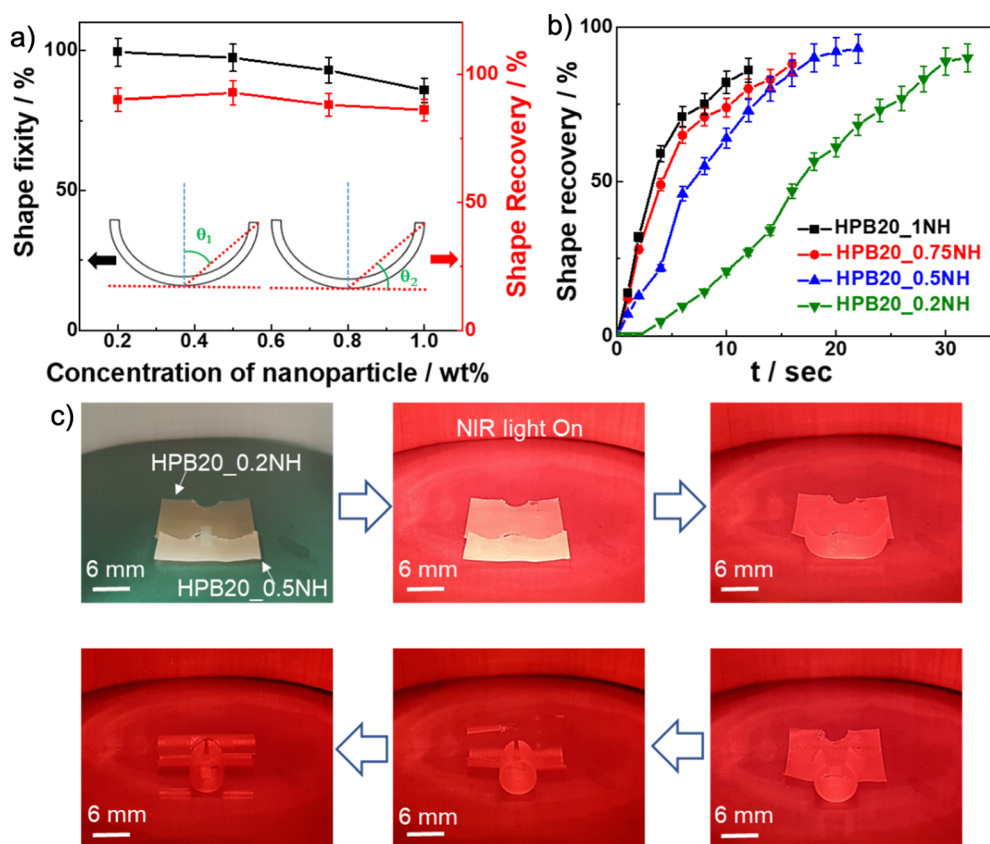 a)
Shape fixity / %
100
50
0
0.2
0.4
0.6
0.8
1.0
Concentration of nanoparticle / wt%
100
50
0
Shape Recovery / %
θ1
θ2
b)
Shape recovery / %
100
50
0
0
10
20
30
t / sec
HPB20_1NH
HPB20_0.75NH
HPB20_0.5NH
HPB20_0.2NH
c)
HPB20_0.2NH
HPB20_0.5NH
6 mm
NIR light On
6 mm
6 mm
6 mm
6 mm
6 mm